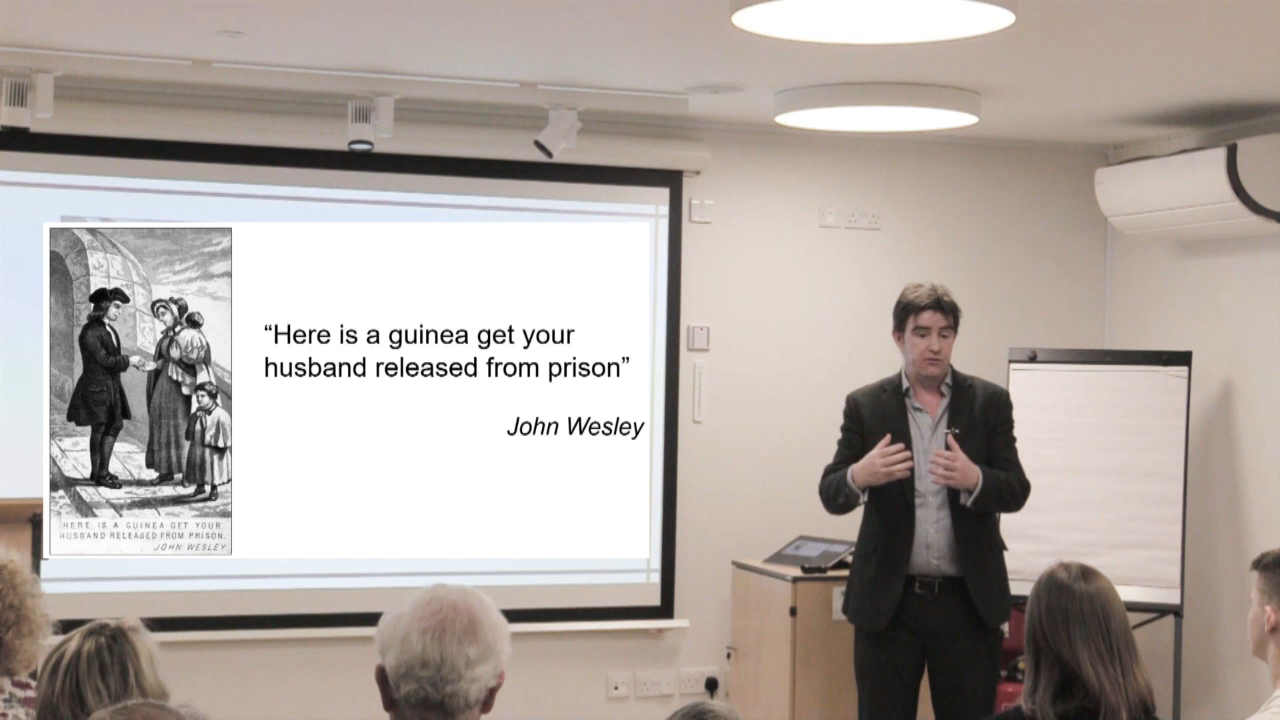 “Here is a guinea get your
husband released from prison”
John Wesley
HERE IS A GUINEA GET YOUR
HUSBAND RELEASED FROM PRISON.
JOHN WESLEY